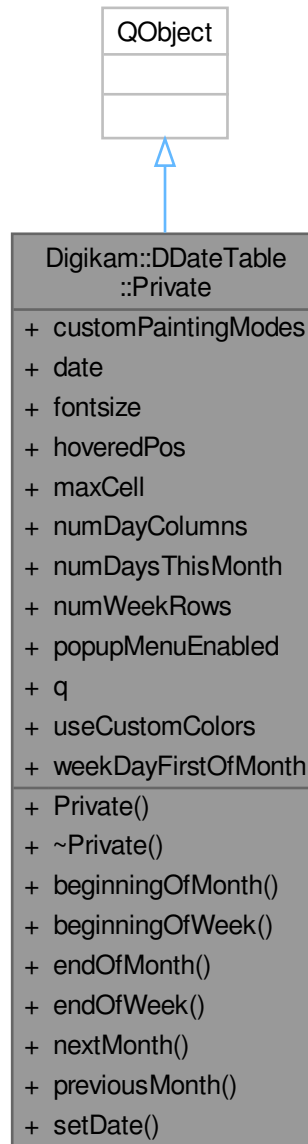 QObject
Digikam::DDateTable
::Private
+ customPaintingModes
+ date
+ fontsize
+ hoveredPos
+ maxCell
+ numDayColumns
+ numDaysThisMonth
+ numWeekRows
+ popupMenuEnabled
+ q
+ useCustomColors
+ weekDayFirstOfMonth
+ Private()
+ ~Private()
+ beginningOfMonth()
+ beginningOfWeek()
+ endOfMonth()
+ endOfWeek()
+ nextMonth()
+ previousMonth()
+ setDate()